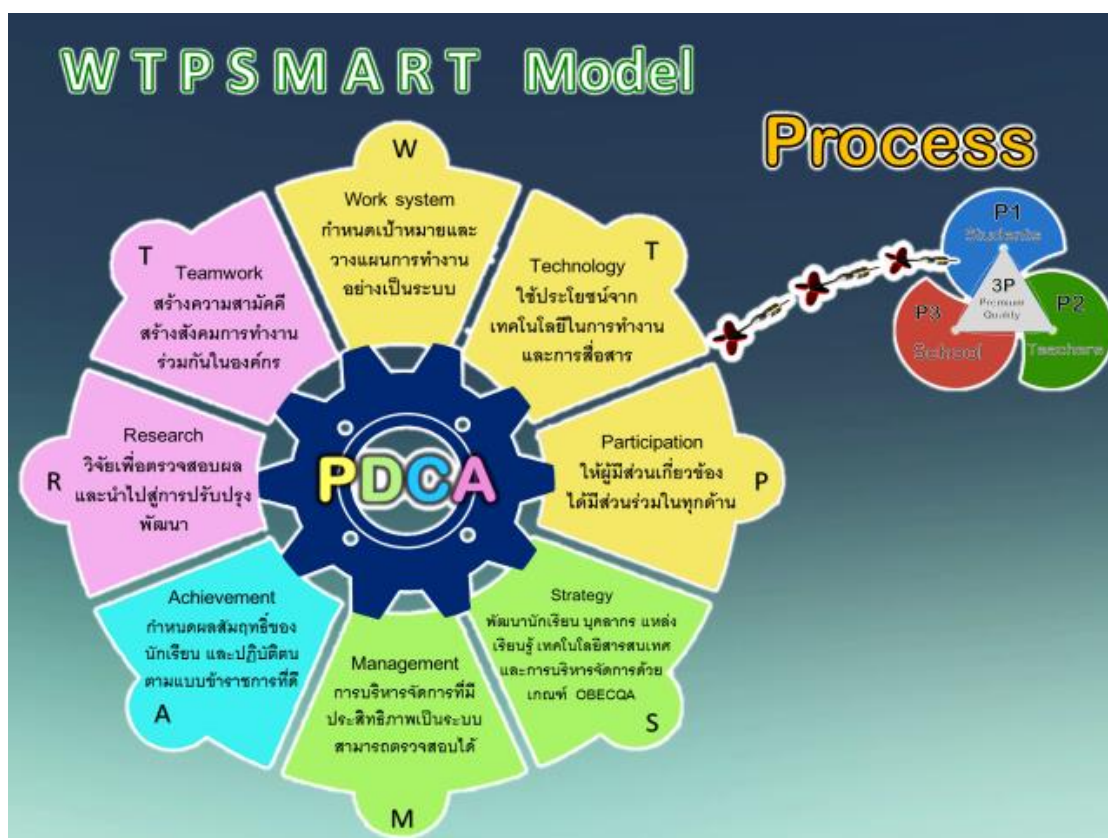 WTPSMART Model
Process
W
Work system
กำหนดเป้าหมายและ
วางแผนการทำงาน
อย่างเป็นระบบ
T
Technology
ใช้ประโยชน์จาก
เทคโนโลยีในการทำงาน
และการสื่อสาร
P
Participation
ให้ผู้มีส่วนเกี่ยวข้อง
ได้มีส่วนร่วมในทุกด้าน
S
Strategy
พัฒนานักเรียน บุคลากร แหล่ง
เรียนรู้ เทคโนโลยีสารสนเทศ
และการบริหารจัดการด้วย
เกณฑ์ OBECQA
M
Management
การบริหารจัดการที่มี
ประสิทธิภาพเป็นระบบ
สามารถตรวจสอบได้
A
Achievement
กำหนดผลสัมฤทธิ์ของ
นักเรียน และปฏิบัติตน
ตามแบบข้าราชการที่ดี
R
Research
วิจัยเพื่อตรวจสอบผล
และนำไปสู่การปรับปรุง
พัฒนา
T
Teamwork
สร้างความสามัคคี
สร้างสังคมการทำงาน
ร่วมกันในองค์กร
PDCA
P1
Students
3P
Premium
Quality
P2
Teachers
P3
School